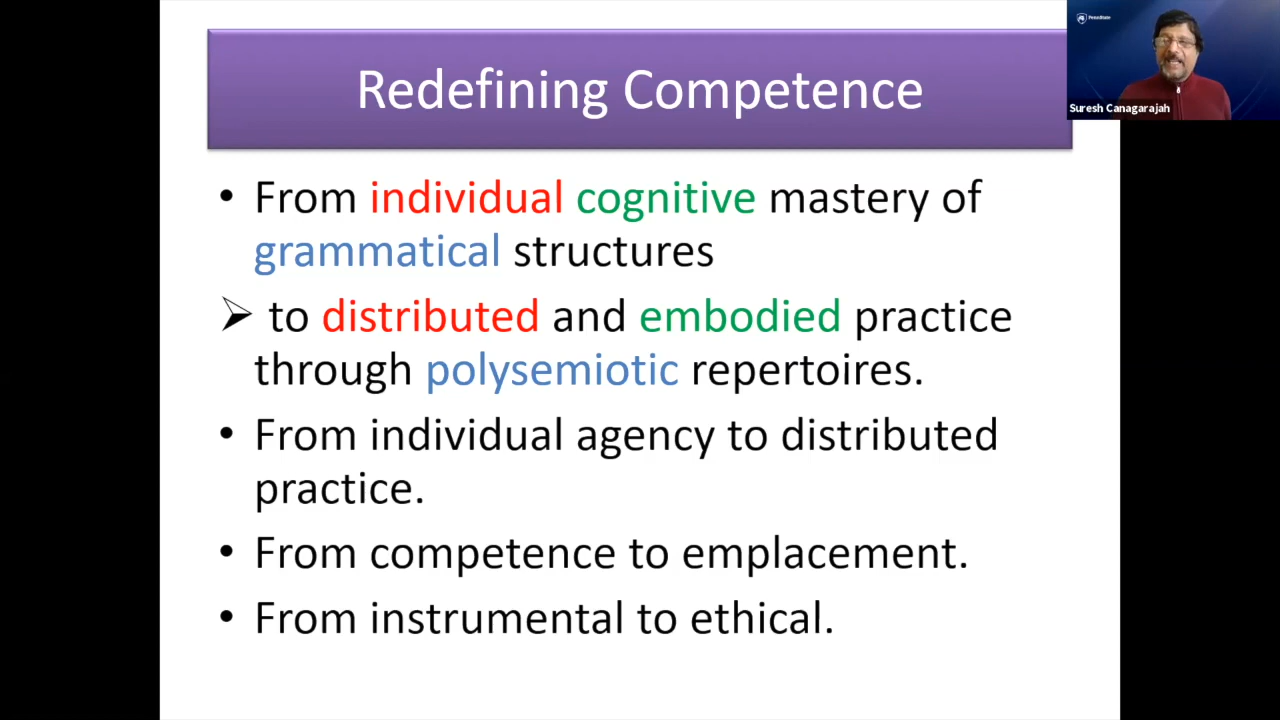 Redefining Competence
• From individual cognitive mastery of
grammatical structures
➢ to distributed and embodied practice
through polysemiotic repertoires.
• From individual agency to distributed
practice.
• From competence to emplacement.
• From instrumental to ethical.
PennState
Suresh Canagarajah